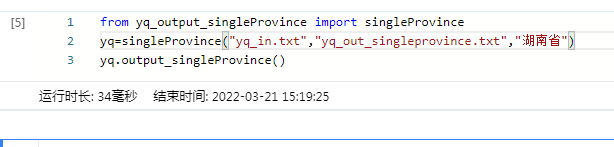 [5]
1 from yq_output_singleProvince import singleProvince
2 yq=singleProvince("yq_in.txt","yq_out_singleprovince.txt","湖南省")
3 yq.output_singleProvince()
运行时长: 34毫秒 结束时间: 2022-03-21 15:19:25